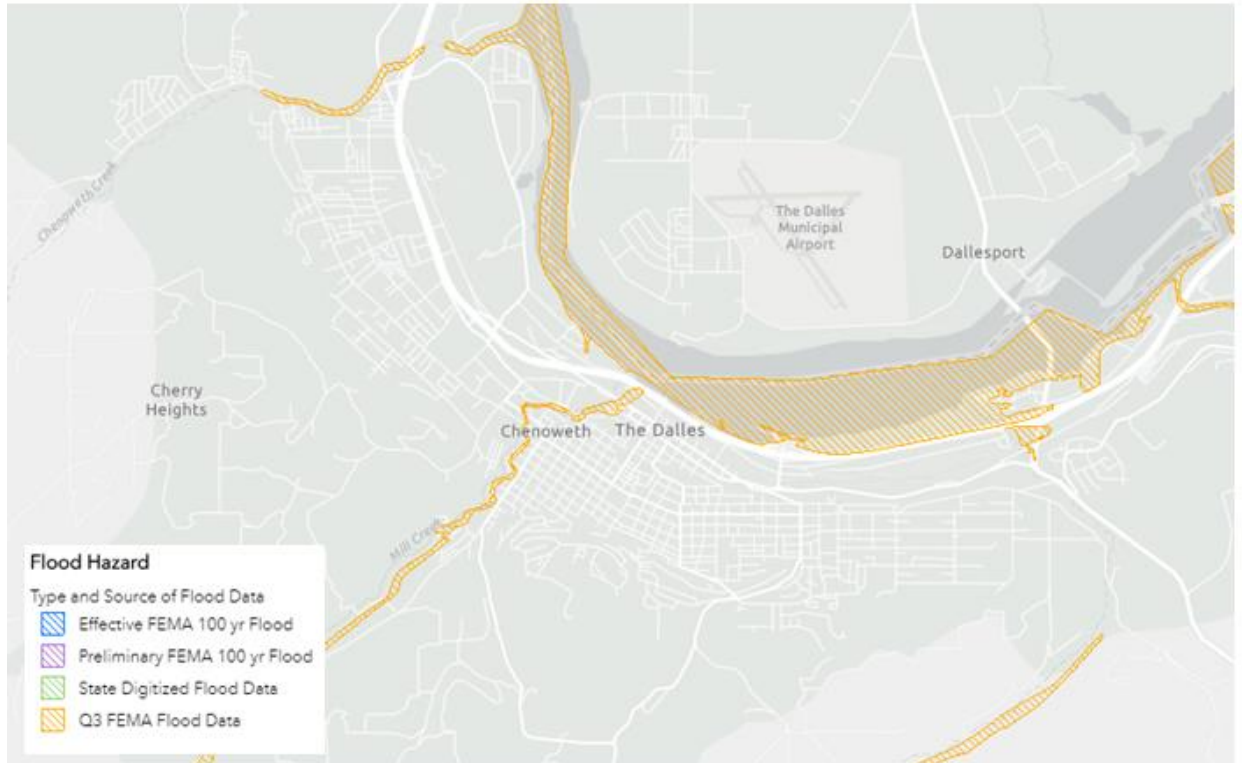 Chenoweth Creek
The Dalles
Municipal
Airport
Dallesport
Cherry
Heights
Chenoweth
The Dalles
Mill Creek
Flood Hazard
Type and Source of Flood Data
Effective FEMA 100 yr Flood
Preliminary FEMA 100 yr Flood
State Digitized Flood Data
Q3 FEMA Flood Data